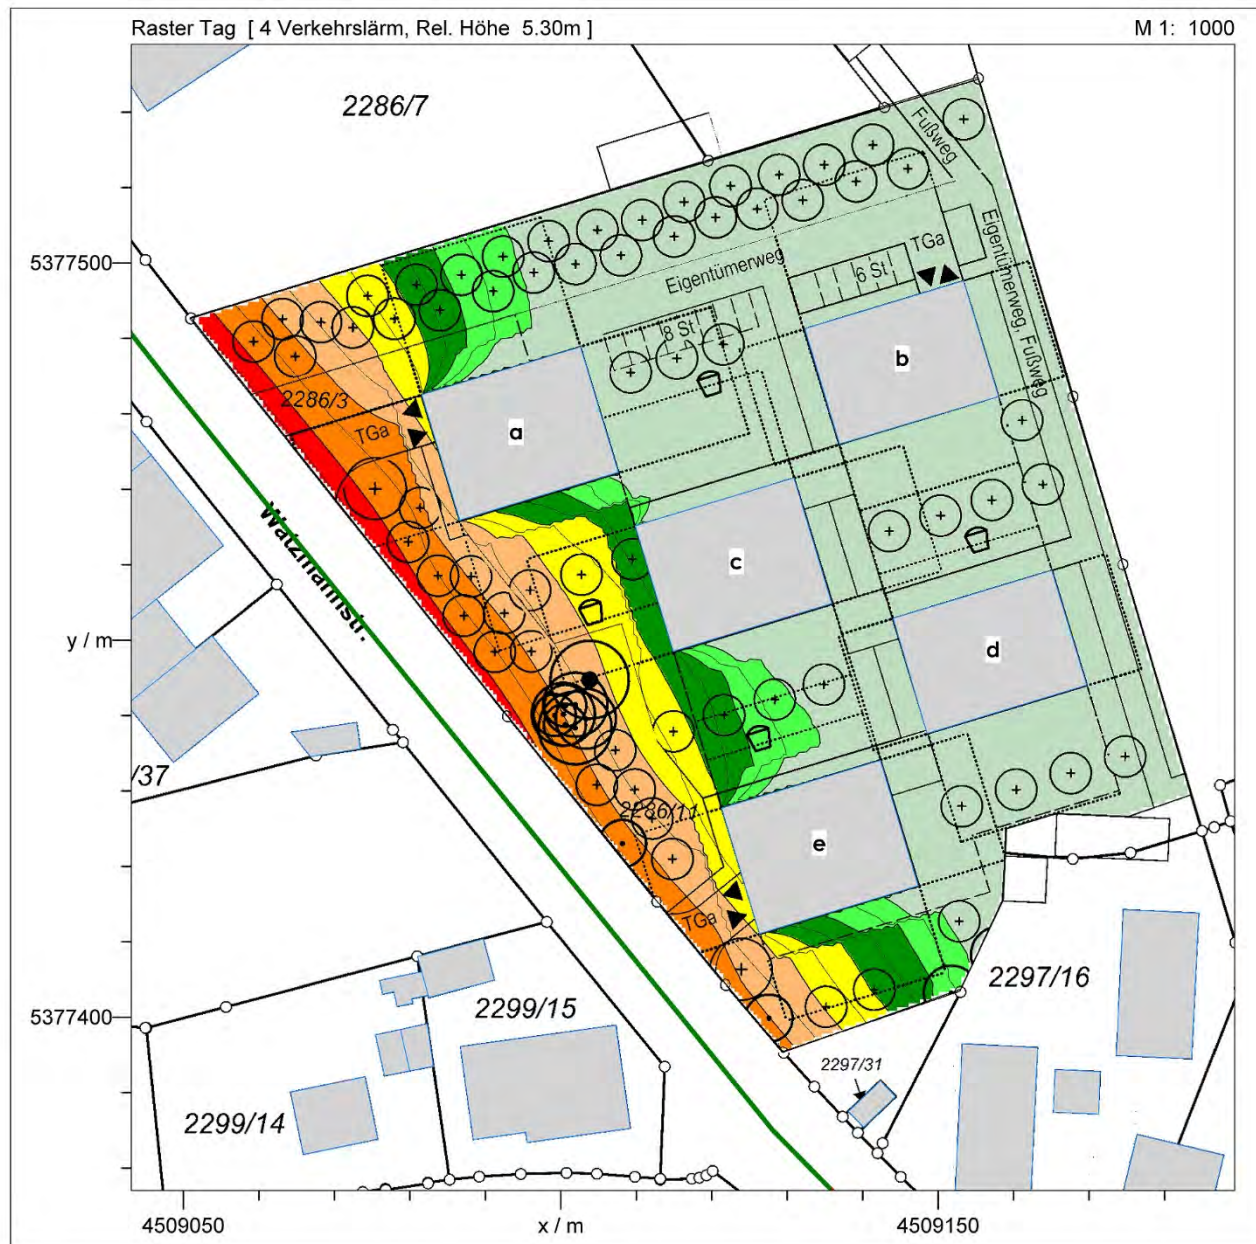 Raster Tag [ 4 Verkehrslärm, Rel. Höhe 5.30m ]
M 1: 1000
2286/7
Fußweg
Eigentümerweg, Fußweg
TGa
5377500
Eigentümerweg
6 St
8 St
b
2286/3
TGa
a
Watzmannstr.
c
y / m
d
/37
2286/11
e
TGa
2297/16
2299/15
5377400
2297/31
2299/14
4509050
x / m
4509150